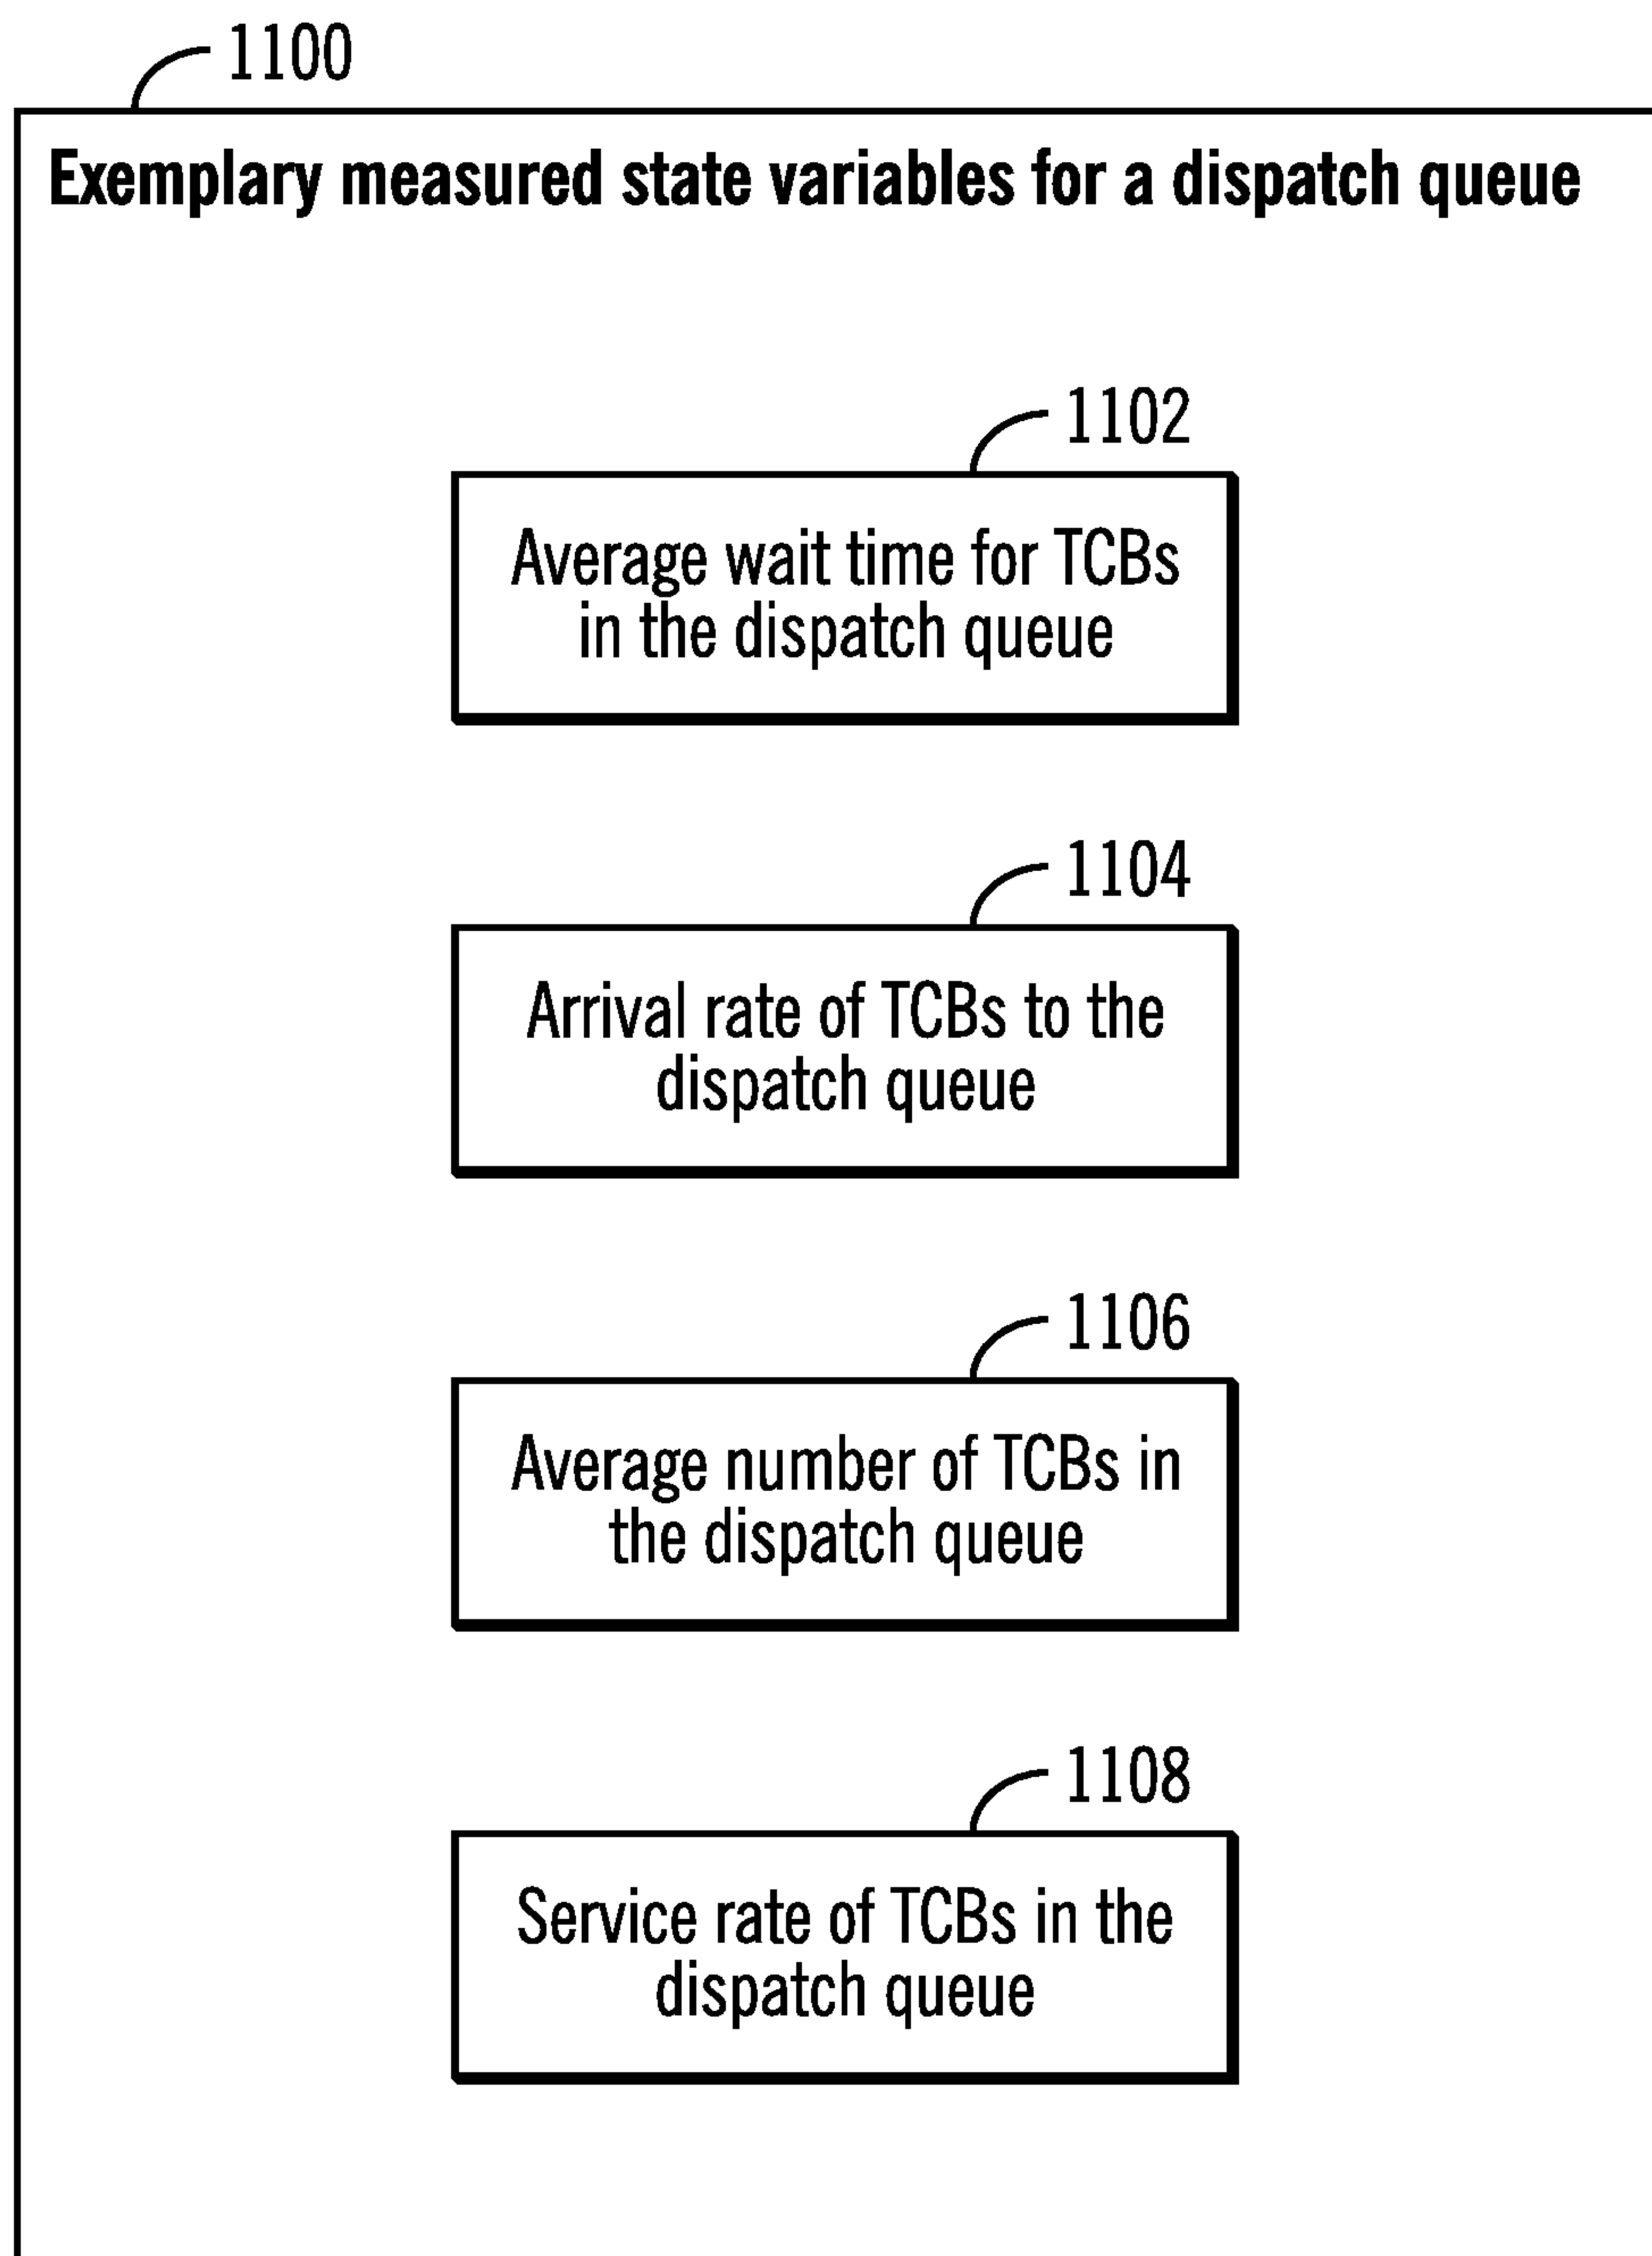 1100
Exemplary measured state variables for a dispatch queue
1102
Average wait time for TCBs
in the dispatch queue
1104
Arrival rate of TCBs to the
dispatch queue
1106
Average number of TCBs in
the dispatch queue
1108
Service rate of TCBs in the
dispatch queue